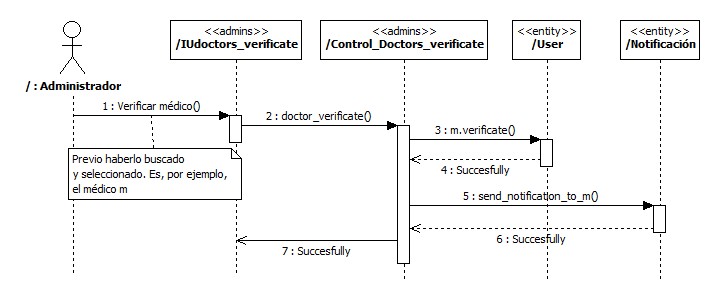 <<admins>>
/IUdoctors_verificate
<<admins>>
/Control_Doctors_verificate
<<entity>>
/User
<<entity>>
/Notificación
/ : Administrador
1 : Verificar médico()
2 : doctor_verificate()
3 : m.verificate()
Previo haberlo buscado
y seleccionado. Es, por ejemplo,
el médico m
4 : Succesfully
5 : send_notification_to_m()
6 : Succesfully
7 : Succesfully